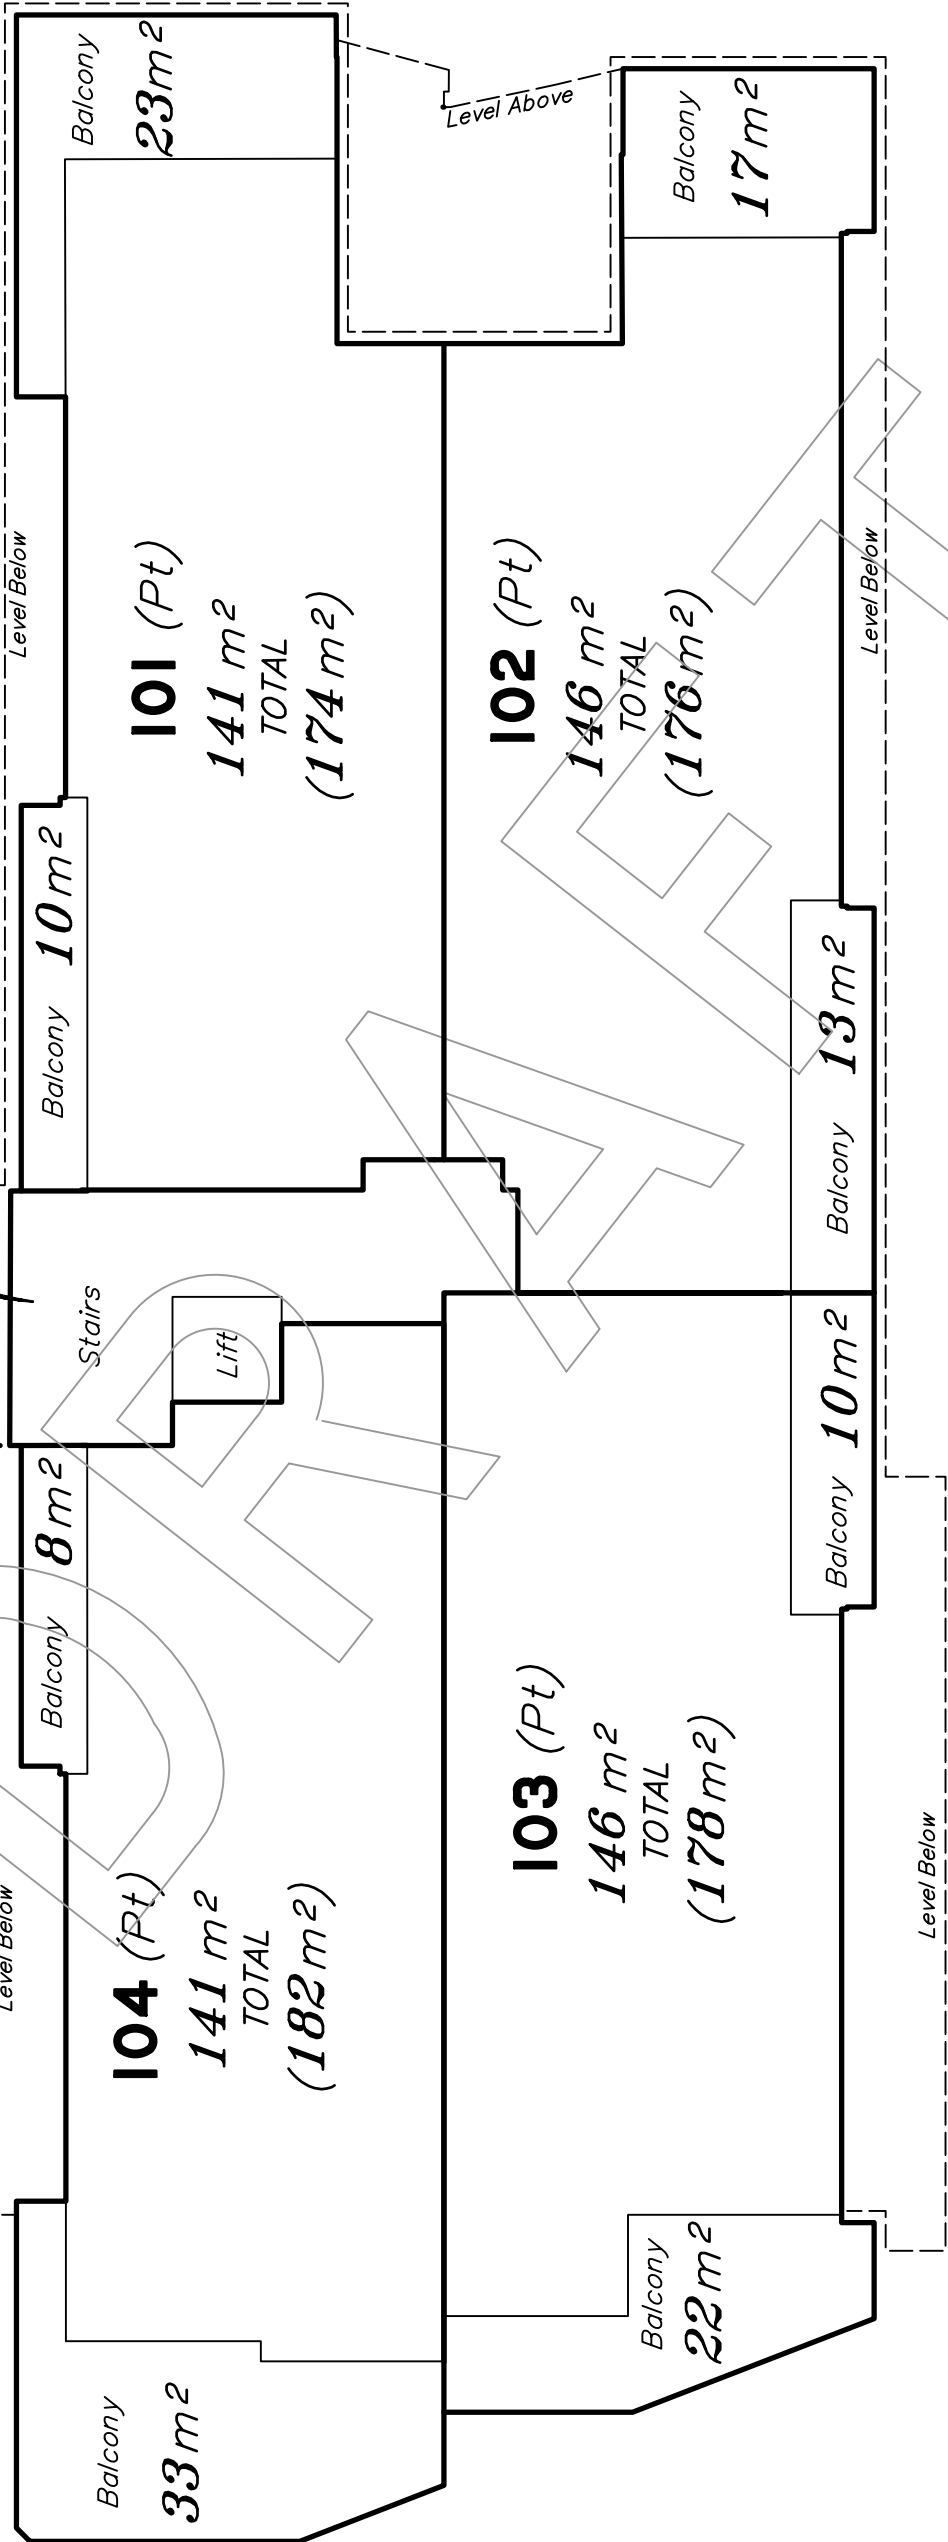 Balcony
23m²
Level Above
Balcony
17m²
Level Below
101 (Pt)
141 m²
TOTAL
(174m²)
102 (Pt)
146 m²
TOTAL
(176m²)
Level Below
Balcony 10m²
Balcony 13m²
Stairs
Lift
Balcony 8m²
Balcony 10m²
Level Below
104 (Pt)
141 m²
TOTAL
(182m²)
103 (Pt)
146 m²
TOTAL
(178m²)
Level Below
Balcony
33m²
Balcony
22m²
DRAFT